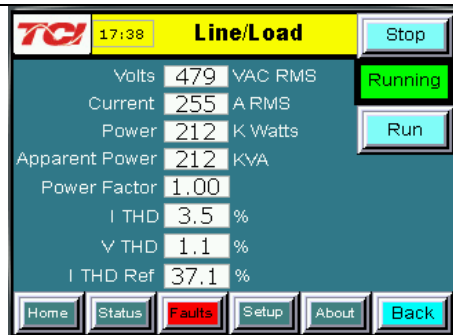 TCI 17:38 Line/Load Stop
Volts 479 VAC RMS Running
Current 255 A RMS
Power 212 K Watts Run
Apparent Power 212 KVA
Power Factor 1.00
I THD 3.5 %
V THD 1.1 %
I THD Ref 37.1 %
Home Status Faults Setup About Back